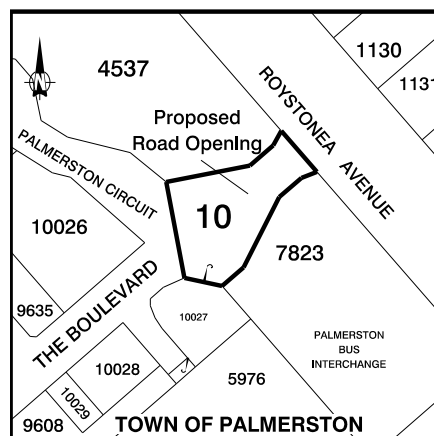 N
4537
1130
1131
ROYSTONEA AVENUE
Proposed
Road Opening
PALMERSTON CIRCUIT
10
10026
7823
THE BOULEVARD
9635
10027
PALMERSTON
BUS
INTERCHANGE
10028
5976
10029
9608
TOWN OF PALMERSTON